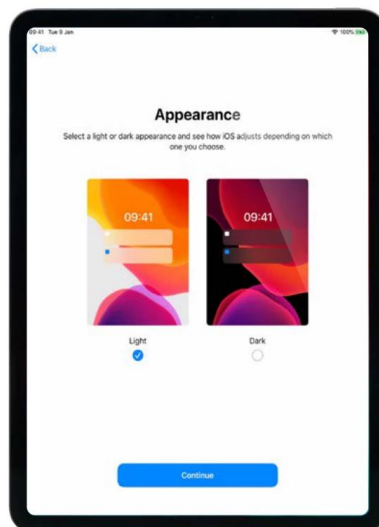 09:41 Tue 9 Jan 100%
Back
Appearance
Select a light or dark appearance and see how iOS adjusts depending on which
one you choose.
09:41 09:41
Light Dark
Continue